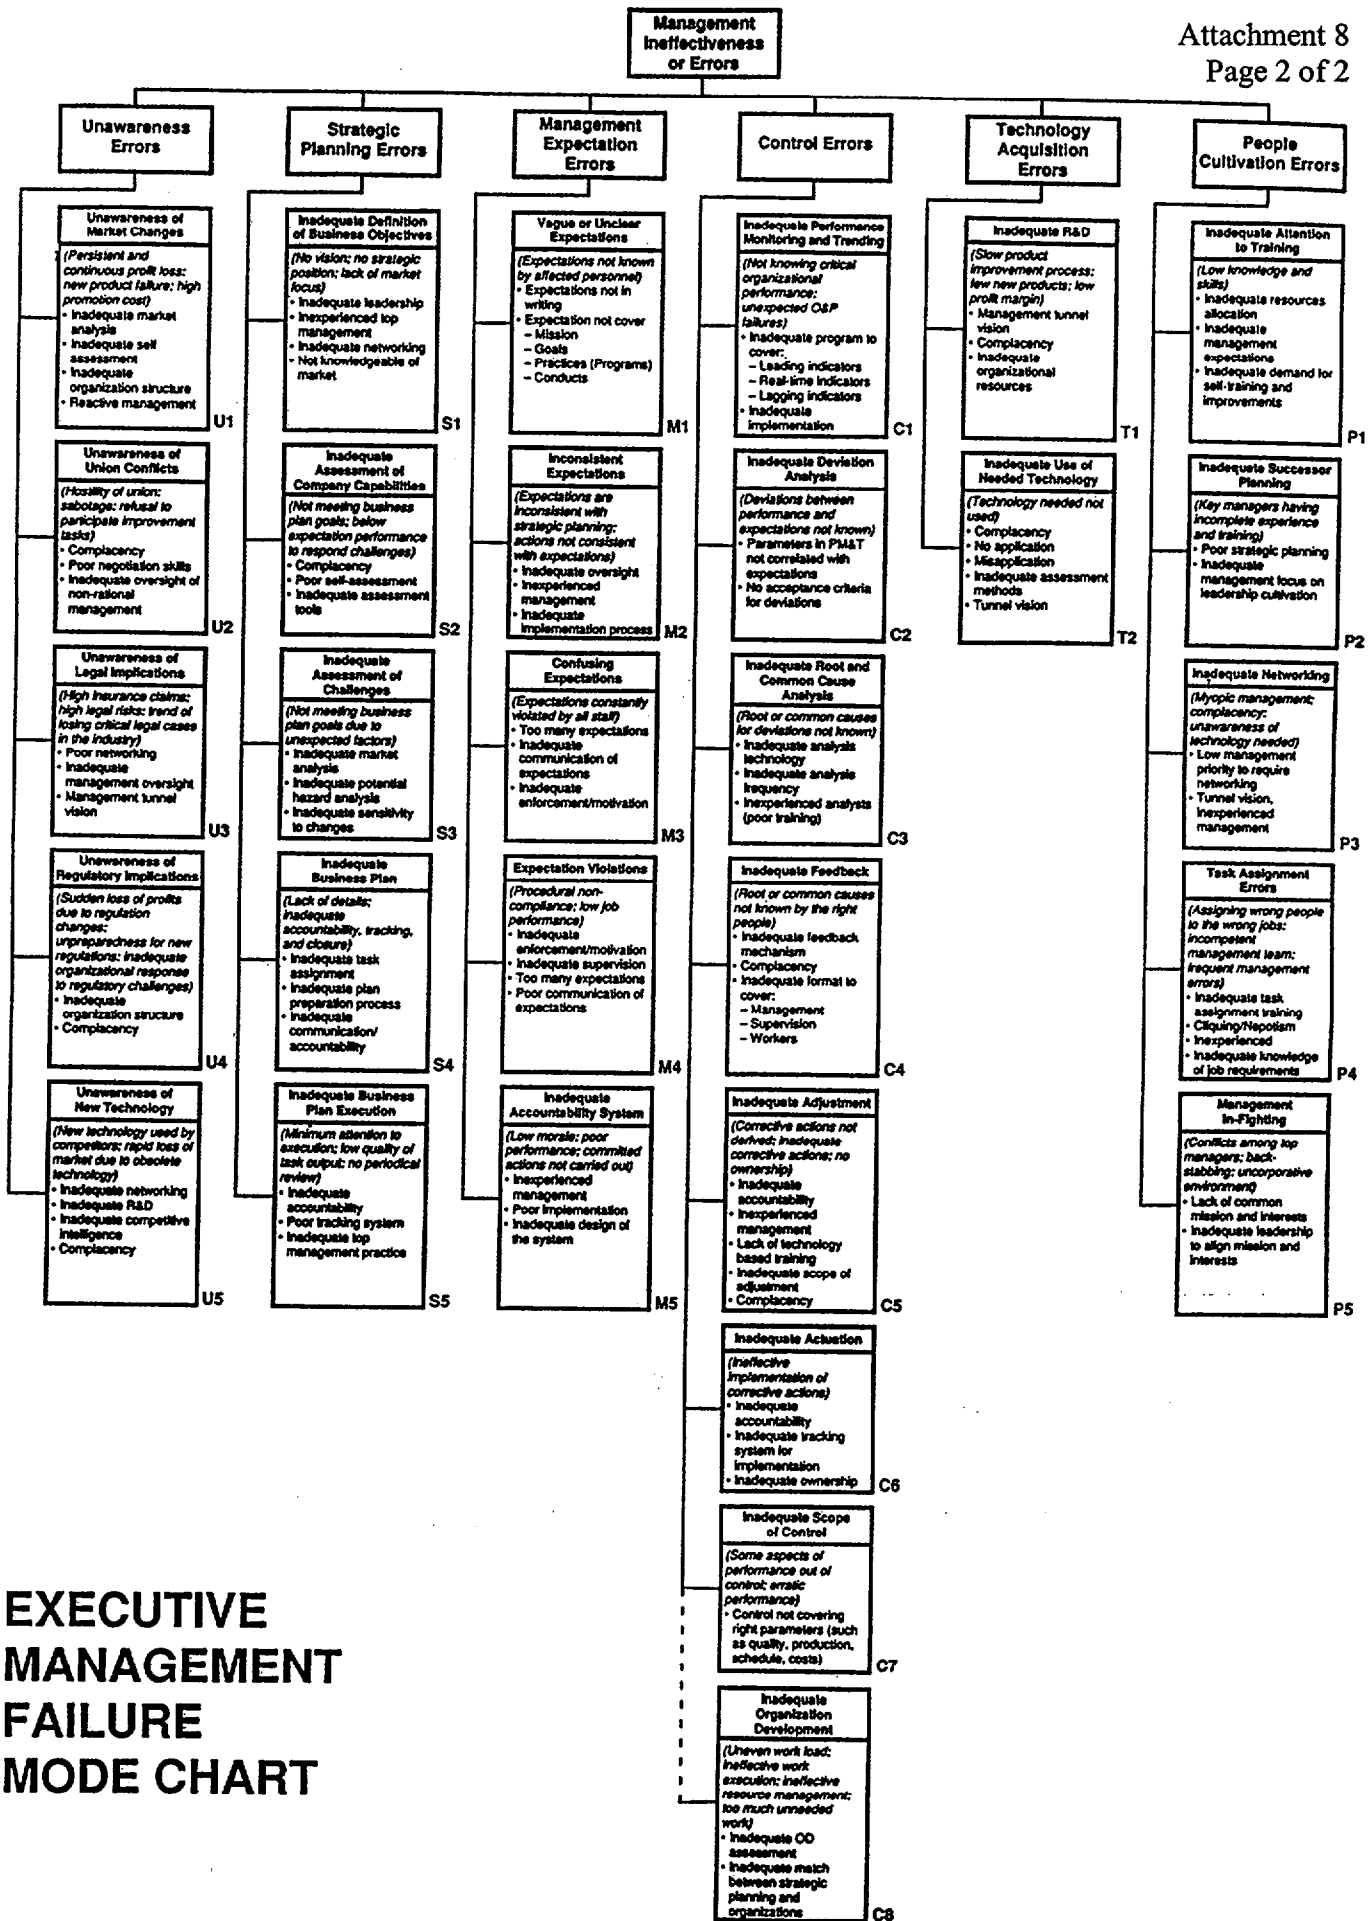 Attachment 8
Page 2 of 2
Management
Ineffectiveness
or Errors
Unawareness
Errors
Strategic
Planning Errors
Management
Expectation
Errors
Control Errors
Technology
Acquisition
Errors
People
Cultivation Errors
Unawareness of
Market Changes
(Persistent and
continuous profit loss;
new product failure; high
promotion cost)
• Inadequate market
analysis
• Inadequate self
assessment
• Inadequate
organization structure
• Reactive management
U1
Unawareness of
Union Conflicts
(Hostility of union;
sabotage; refusal to
participate improvement
tasks)
• Complacency
• Poor negotiation skills
• Inadequate oversight of
non-rational
management
U2
Unawareness of
Legal Implications
(High insurance claims;
high legal risks; trend of
losing critical legal cases
in the industry)
• Poor networking
• Inadequate
management oversight
• Management tunnel
vision
U3
Unawareness of
Regulatory Implications
(Sudden loss of profits
due to regulation
changes;
unpreparedness for new
regulations; inadequate
organizational response
to regulatory challenges)
• Inadequate
organization structure
• Complacency
U4
Unawareness of
New Technology
(New technology used by
competitors; rapid loss of
market due to obsolete
technology)
• Inadequate networking
• Inadequate R&D
• Inadequate competitive
intelligence
• Complacency
U5
Inadequate Definition
of Business Objectives
(No vision; no strategic
position; lack of market
focus)
• Inadequate leadership
• Inexperienced top
management
• Inadequate networking
• Not knowledgeable of
market
S1
Inadequate
Assessment of
Company Capabilities
(Not meeting business
plan goals; below
expectation performance
to respond challenges)
• Complacency
• Poor self-assessment
• Inadequate assessment
tools
S2
Inadequate
Assessment of
Challenges
(Not meeting business
plan goals due to
unexpected factors)
• Inadequate market
analysis
• Inadequate potential
hazard analysis
• Inadequate sensitivity
to changes
S3
Inadequate
Business Plan
(Lack of details;
inadequate
accountability, tracking,
and closure)
• Inadequate task
assignment
• Inadequate plan
preparation process
• Inadequate
communication/
accountability
S4
Inadequate Business
Plan Execution
(Minimum attention to
execution; low quality of
task output; no periodical
review)
• Inadequate
accountability
• Poor tracking system
• Inadequate top
management practice
S5
Vague or Unclear
Expectations
(Expectations not known
by affected personnel)
• Expectations not in
writing
• Expectation not cover
– Mission
– Goals
– Practices (Programs)
– Conducts
M1
Inconsistent
Expectations
(Expectations are
inconsistent with
strategic planning;
actions not consistent
with expectations)
• Inadequate oversight
• Inexperienced
management
• Inadequate
implementation process
M2
Confusing
Expectations
(Expectations constantly
violated by all staff)
• Too many expectations
• Inadequate
communication of
expectations
• Inadequate
enforcement/motivation
M3
Expectation Violations
(Procedural non-
compliance; low job
performance)
• Inadequate
enforcement/motivation
• Inadequate supervision
• Too many expectations
• Poor communication of
expectations
M4
Inadequate
Accountability System
(Low morale; poor
performance; committed
actions not carried out)
• Inexperienced
management
• Poor implementation
• Inadequate design of
the system
M5
Inadequate Performance
Monitoring and Trending
(Not knowing critical
organizational
performance;
unexpected O&P
failures)
• Inadequate program to
cover:
– Leading indicators
– Real-time indicators
– Lagging indicators
• Inadequate
implementation
C1
Inadequate Deviation
Analysis
(Deviations between
performance and
expectations not known)
• Parameters in PM&T
not correlated with
expectations
• No acceptance criteria
for deviations
C2
Inadequate Root and
Common Cause
Analysis
(Root or common causes
for deviations not known)
• Inadequate analysis
technology
• Inadequate analysis
frequency
• Inexperienced analysts
(poor training)
C3
Inadequate Feedback
(Root or common causes
not known by the right
people)
• Inadequate feedback
mechanism
• Complacency
• Inadequate format to
cover:
– Management
– Supervision
– Workers
C4
Inadequate Adjustment
(Corrective actions not
derived; inadequate
corrective actions; no
ownership)
• Inadequate
accountability
• Inexperienced
management
• Lack of technology
based training
• Inadequate scope of
adjustment
• Complacency
C5
Inadequate Actuation
(Ineffective
implementation of
corrective actions)
• Inadequate
accountability
• Inadequate tracking
system for
implementation
• Inadequate ownership
C6
Inadequate Scope
of Control
(Some aspects of
performance out of
control; erratic
performance)
• Control not covering
right parameters (such
as quality, production,
schedule, costs)
C7
Inadequate
Organization
Development
(Uneven work load;
ineffective work
execution; ineffective
resource management;
too much unneeded
work)
• Inadequate OD
assessment
• Inadequate match
between strategic
planning and
organizations
C8
Inadequate R&D
(Slow product
improvement process;
few new products; low
profit margin)
• Management tunnel
vision
• Complacency
• Inadequate
organizational
resources
T1
Inadequate Use of
Needed Technology
(Technology needed not
used)
• Complacency
• No application
• Misapplication
• Inadequate assessment
methods
• Tunnel vision
T2
Inadequate Attention
to Training
(Low knowledge and
skills)
• Inadequate resources
allocation
• Inadequate
management
expectations
• Inadequate demand for
self-training and
improvements
P1
Inadequate Successor
Planning
(Key managers having
incomplete experience
and training)
• Poor strategic planning
• Inadequate
management focus on
leadership cultivation
P2
Inadequate Networking
(Myopic management;
complacency;
unawareness of
technology needed)
• Low management
priority to require
networking
• Tunnel vision,
inexperienced
management
P3
Task Assignment
Errors
(Assigning wrong people
to the wrong jobs;
incompetent
management team;
frequent management
errors)
• Inadequate task
assignment training
• Cliquing/Nepotism
• Inexperienced
• Inadequate knowledge
of job requirements
P4
Management
In-Fighting
(Conflicts among top
managers; back-
stabbing; uncorporative
environment)
• Lack of common
mission and interests
• Inadequate leadership
to align mission and
interests
P5
EXECUTIVE
MANAGEMENT
FAILURE
MODE CHART